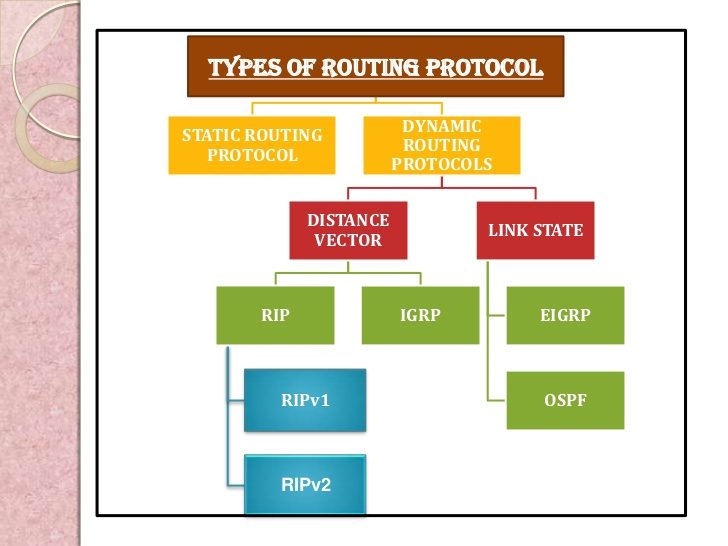 TYPES OF ROUTING PROTOCOL
STATIC ROUTING
PROTOCOL
DYNAMIC
ROUTING
PROTOCOLS
DISTANCE
VECTOR
LINK STATE
RIP
IGRP
EIGRP
RIPv1
OSPF
RIPv2